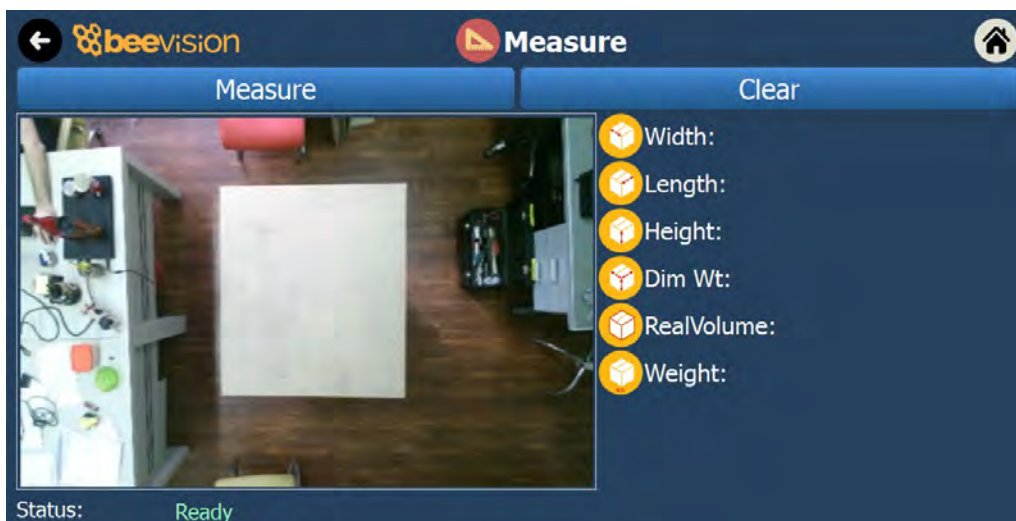 beevision
Measure
Measure
Clear
Width:
Length:
Height:
Dim Wt:
RealVolume:
Weight:
Status: Ready